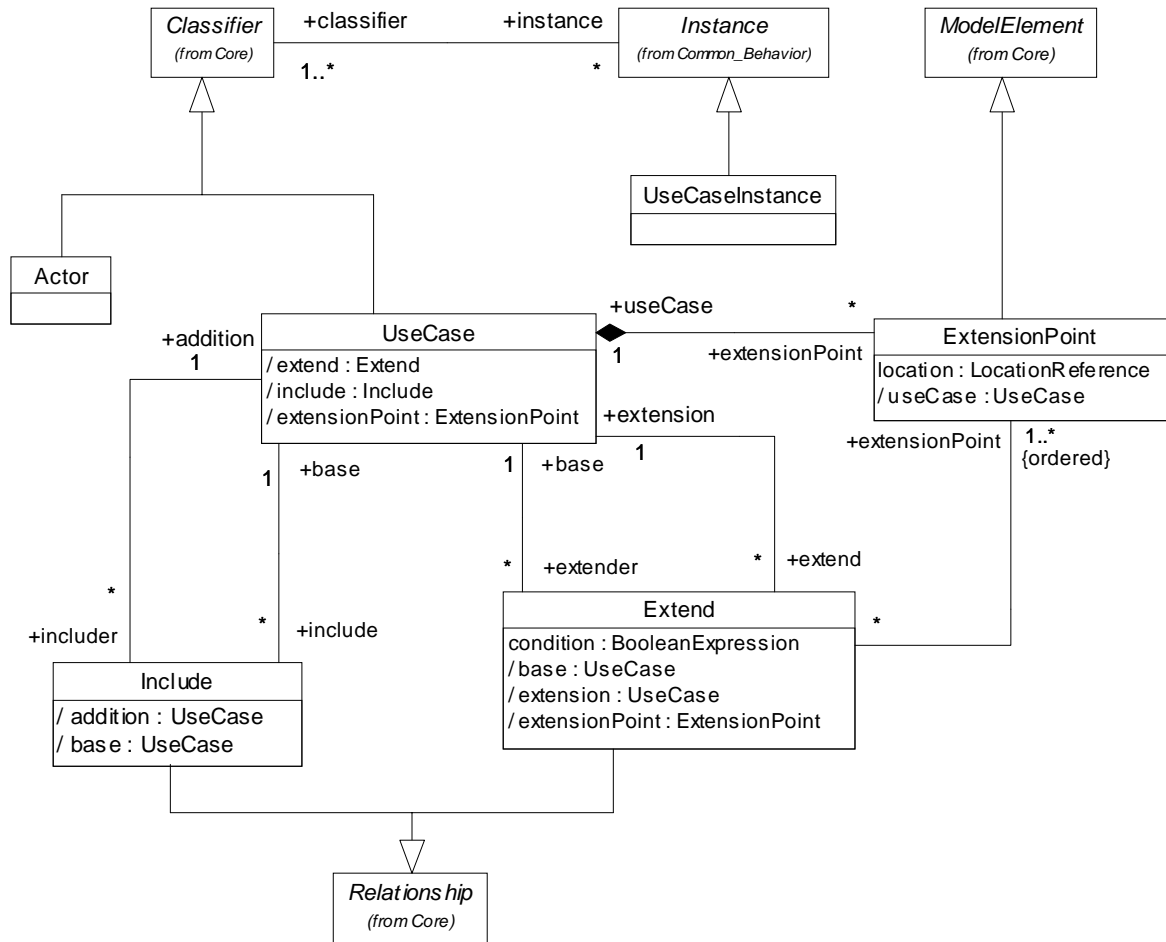 Classifier
(from Core)
+classifier
+instance
1..*
*
Instance
(from Common_Behavior)
ModelElement
(from Core)
UseCaseInstance
Actor
+addition
1
UseCase
/ extend : Extend
/ include : Include
/ extensionPoint : ExtensionPoint
+useCase
1
*
+extensionPoint
ExtensionPoint
location : LocationReference
/ useCase : UseCase
+extension
1
+extensionPoint
1..*
{ordered}
1
+base
1
+base
*
+includer
*
+include
*
+extender
*
+extend
*
Include
/ addition : UseCase
/ base : UseCase
Extend
condition : BooleanExpression
/ base : UseCase
/ extension : UseCase
/ extensionPoint : ExtensionPoint
Relationship
(from Core)